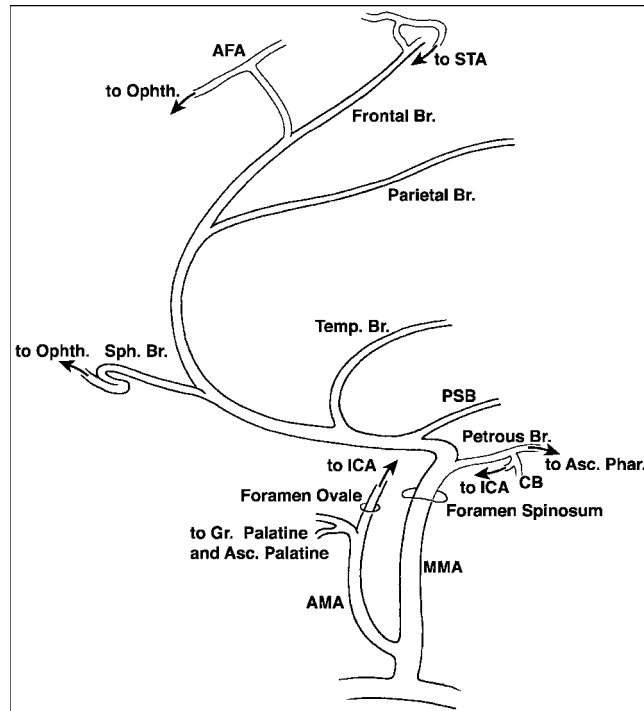 AFA
to STA
to Ophth.
Frontal Br.
Parietal Br.
Temp. Br.
to Ophth.
Sph. Br.
PSB
Petrous Br.
to ICA
to Asc. Phar.
to ICA
CB
Foramen Ovale
Foramen Spinosum
to Gr. Palatine
and Asc. Palatine
MMA
AMA